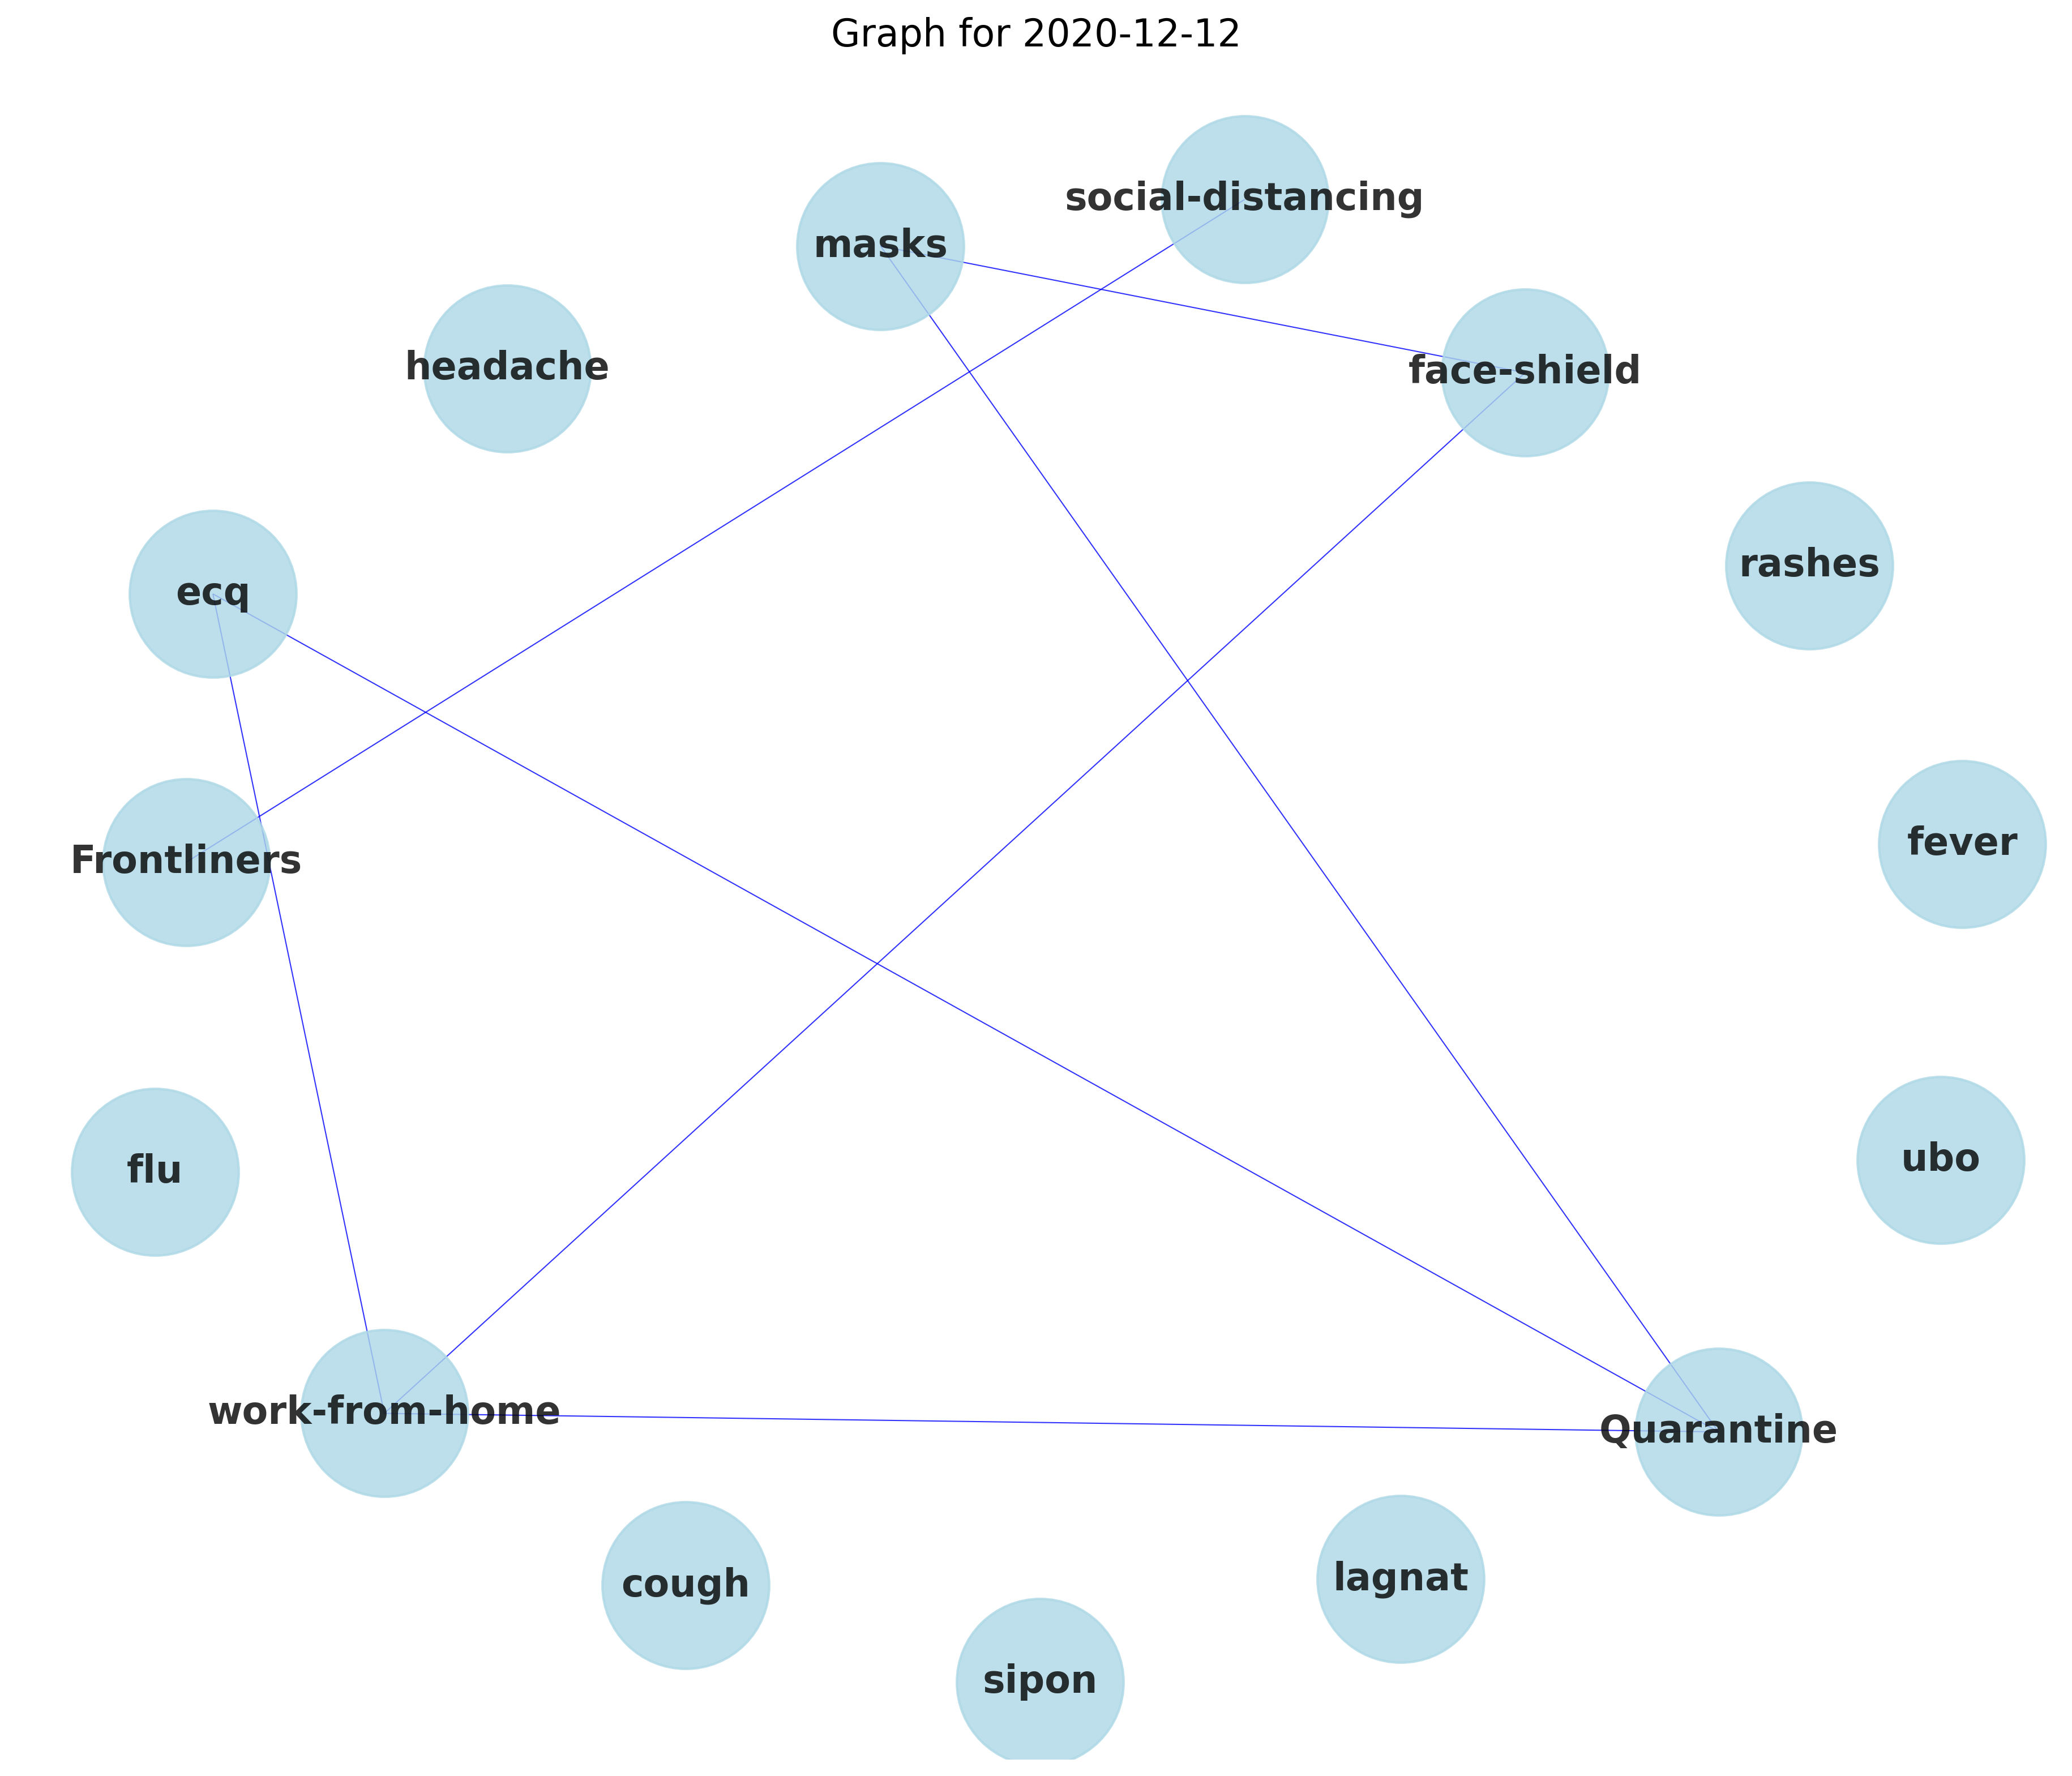 Graph for 2020-12-12
social-distancing
masks
headache
face-shield
rashes
ecq
fever
Frontliners
ubo
flu
work-from-home
Quarantine
lagnat
cough
sipon